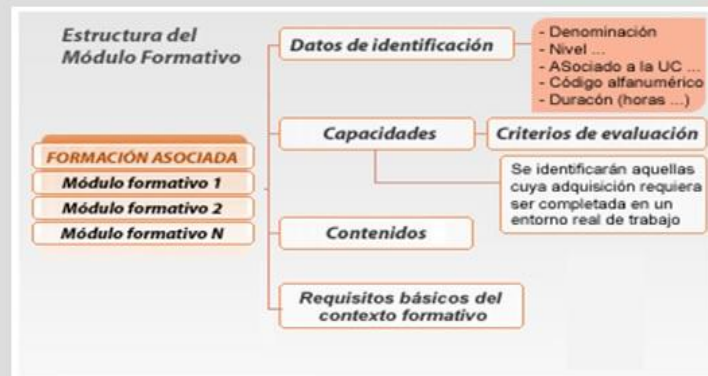 Estructura del
Módulo Formativo
FORMACIÓN ASOCIADA
Módulo formativo 1
Módulo formativo 2
Módulo formativo N
Datos de identificación
- Denominación
- Nivel ...
- ASociado a la UC ...
- Código alfanumérico
- Duracón (horas ...)
Capacidades
Criterios de evaluación
Se identificarán aquellas
cuya adquisición requiera
ser completada en un
entorno real de trabajo
Contenidos
Requisitos básicos del
contexto formativo